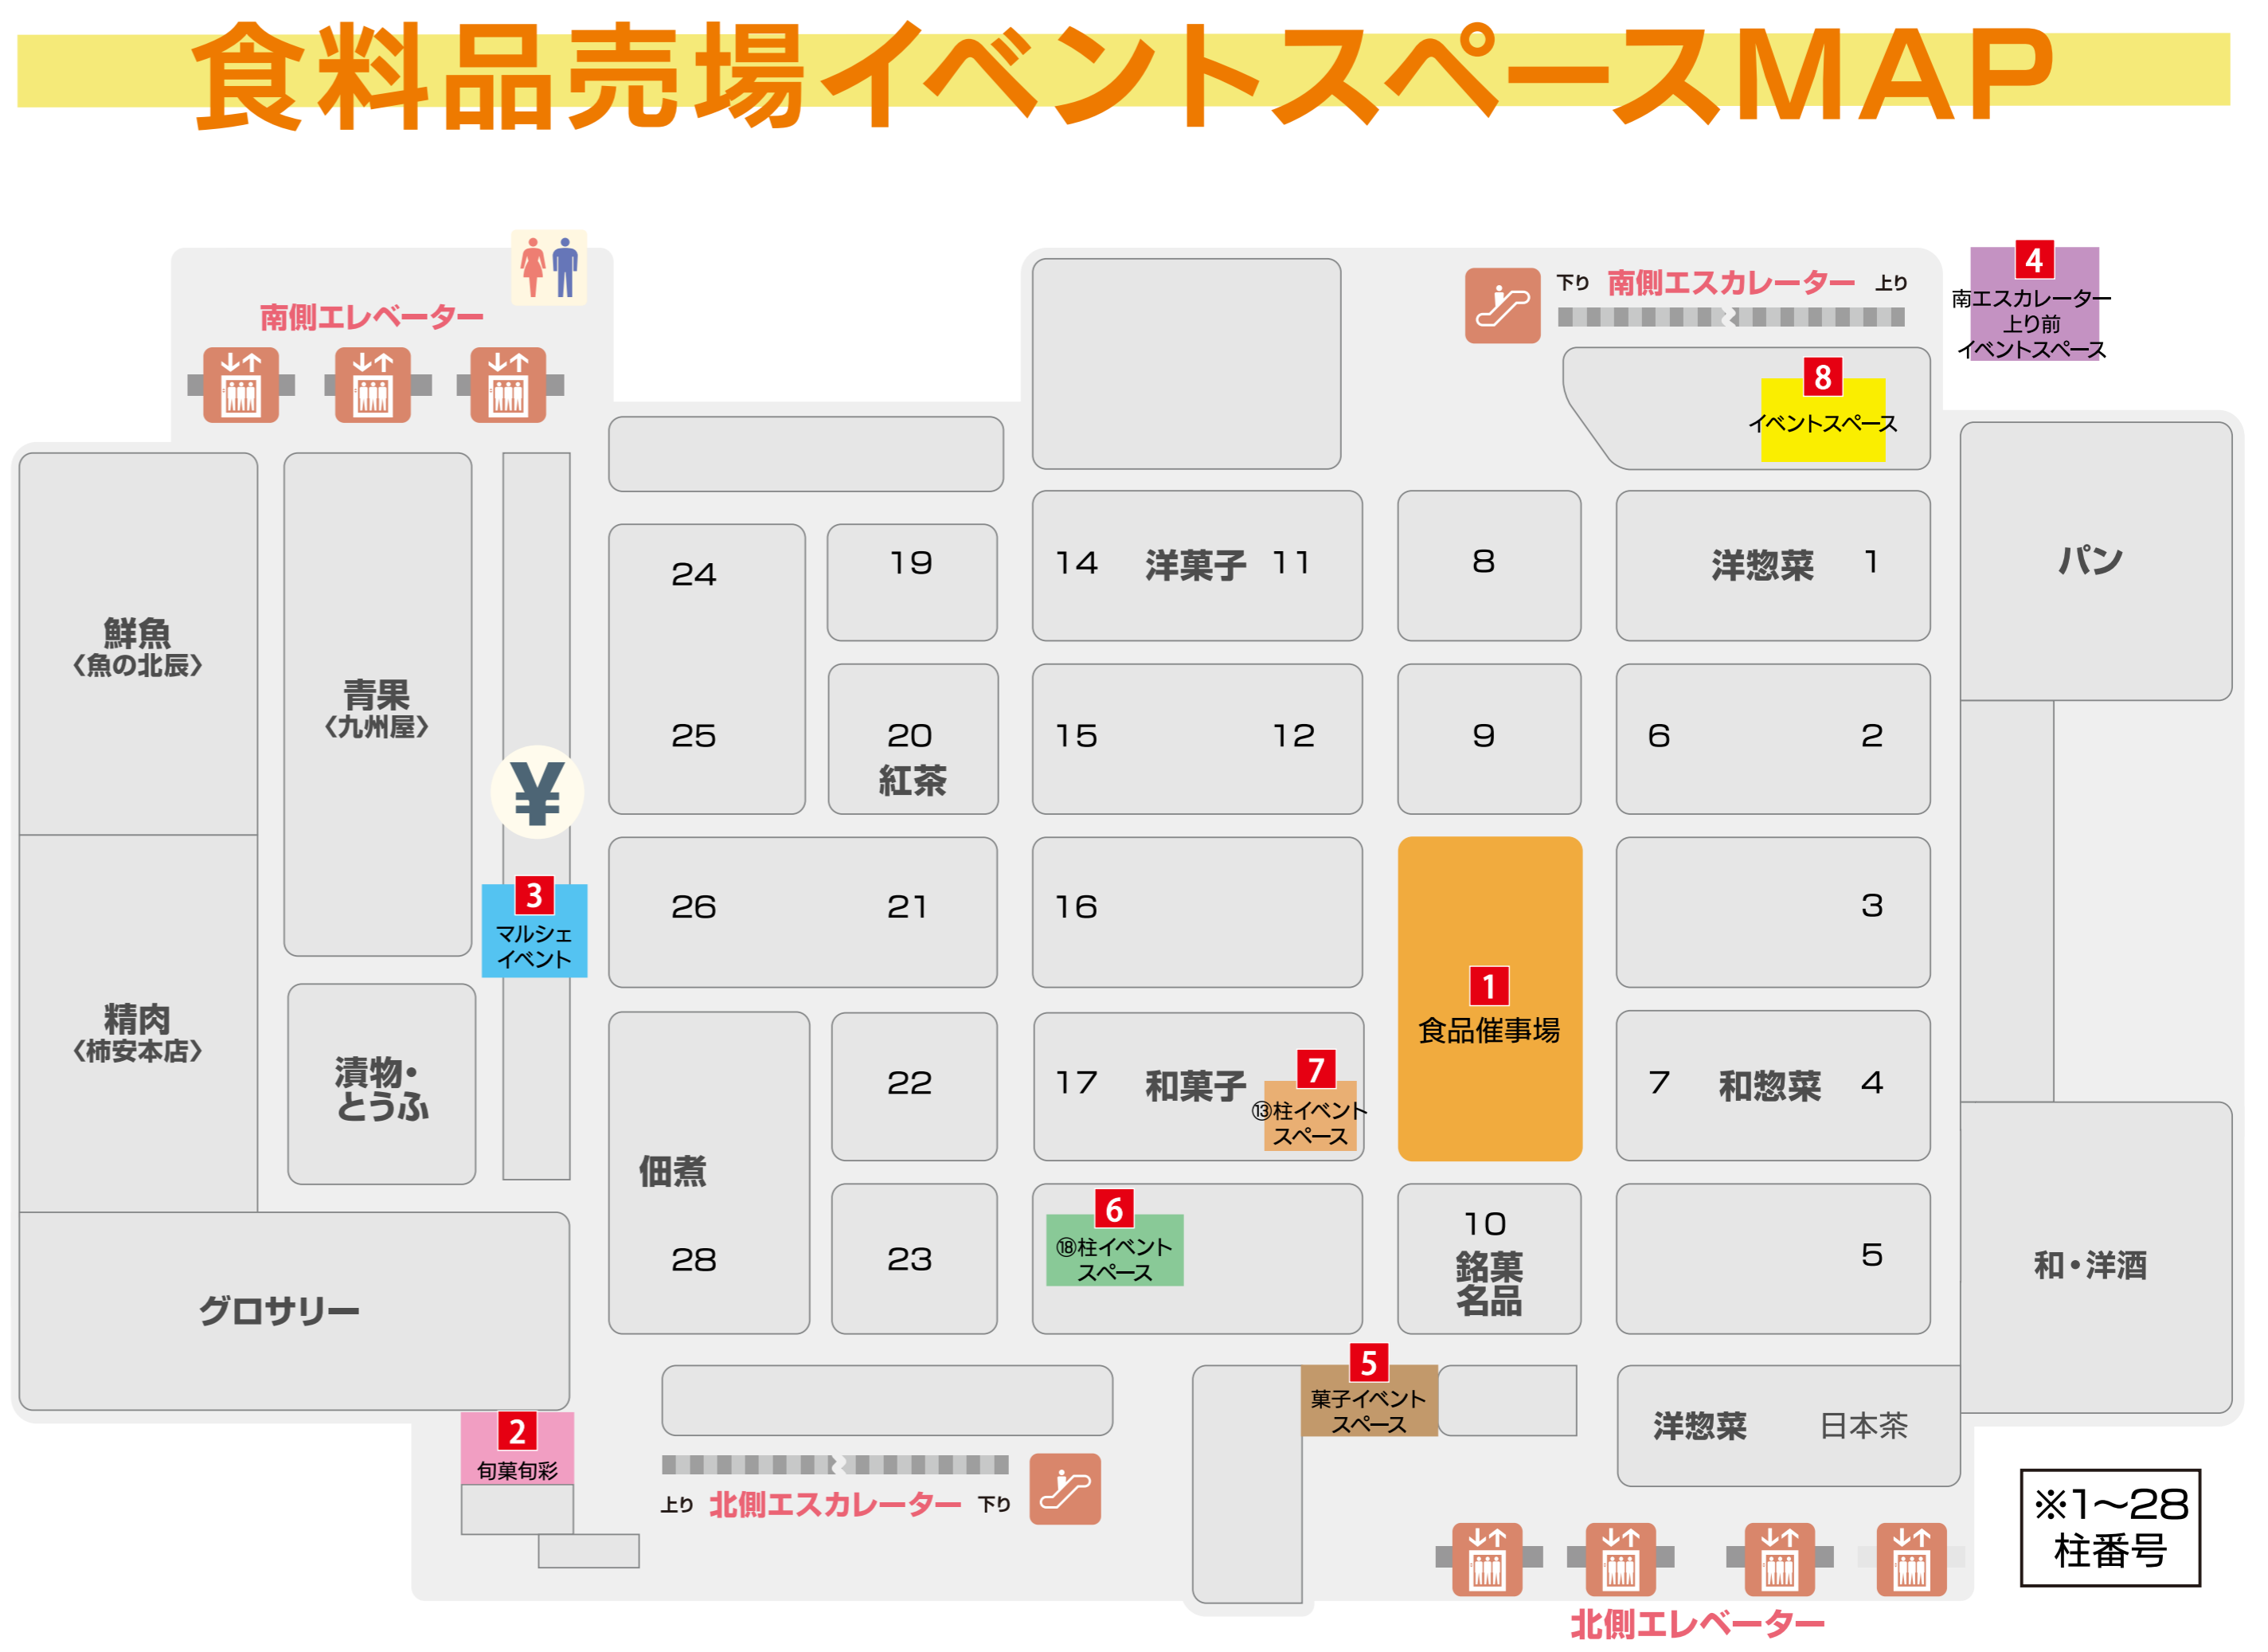 食料品売場イベントスペースMAP
4
南エスカレーター
上り前
イベントスペース
下り 南側エスカレーター 上り
南側エレベーター
8
イベントスペース
24
19
14 洋菓子 11
8
洋惣菜 1
パン
鮮魚
〈魚の北辰〉
青果
〈九州屋〉
25
20
紅茶
15
12
9
6
2
¥
3
マルシェ
イベント
26
21
16
1
食品催事場
3
精肉
〈柿安本店〉
漬物・
とうふ
22
17 和菓子
7
⑬柱イベント
スペース
7 和惣菜 4
佃煮
28
23
6
⑱柱イベント
スペース
10
銘菓
名品
5
和・洋酒
グロサリー
5
菓子イベント
スペース
2
旬菓旬彩
洋惣菜 日本茶
上り 北側エスカレーター 下り
※1〜28
柱番号
北側エレベーター